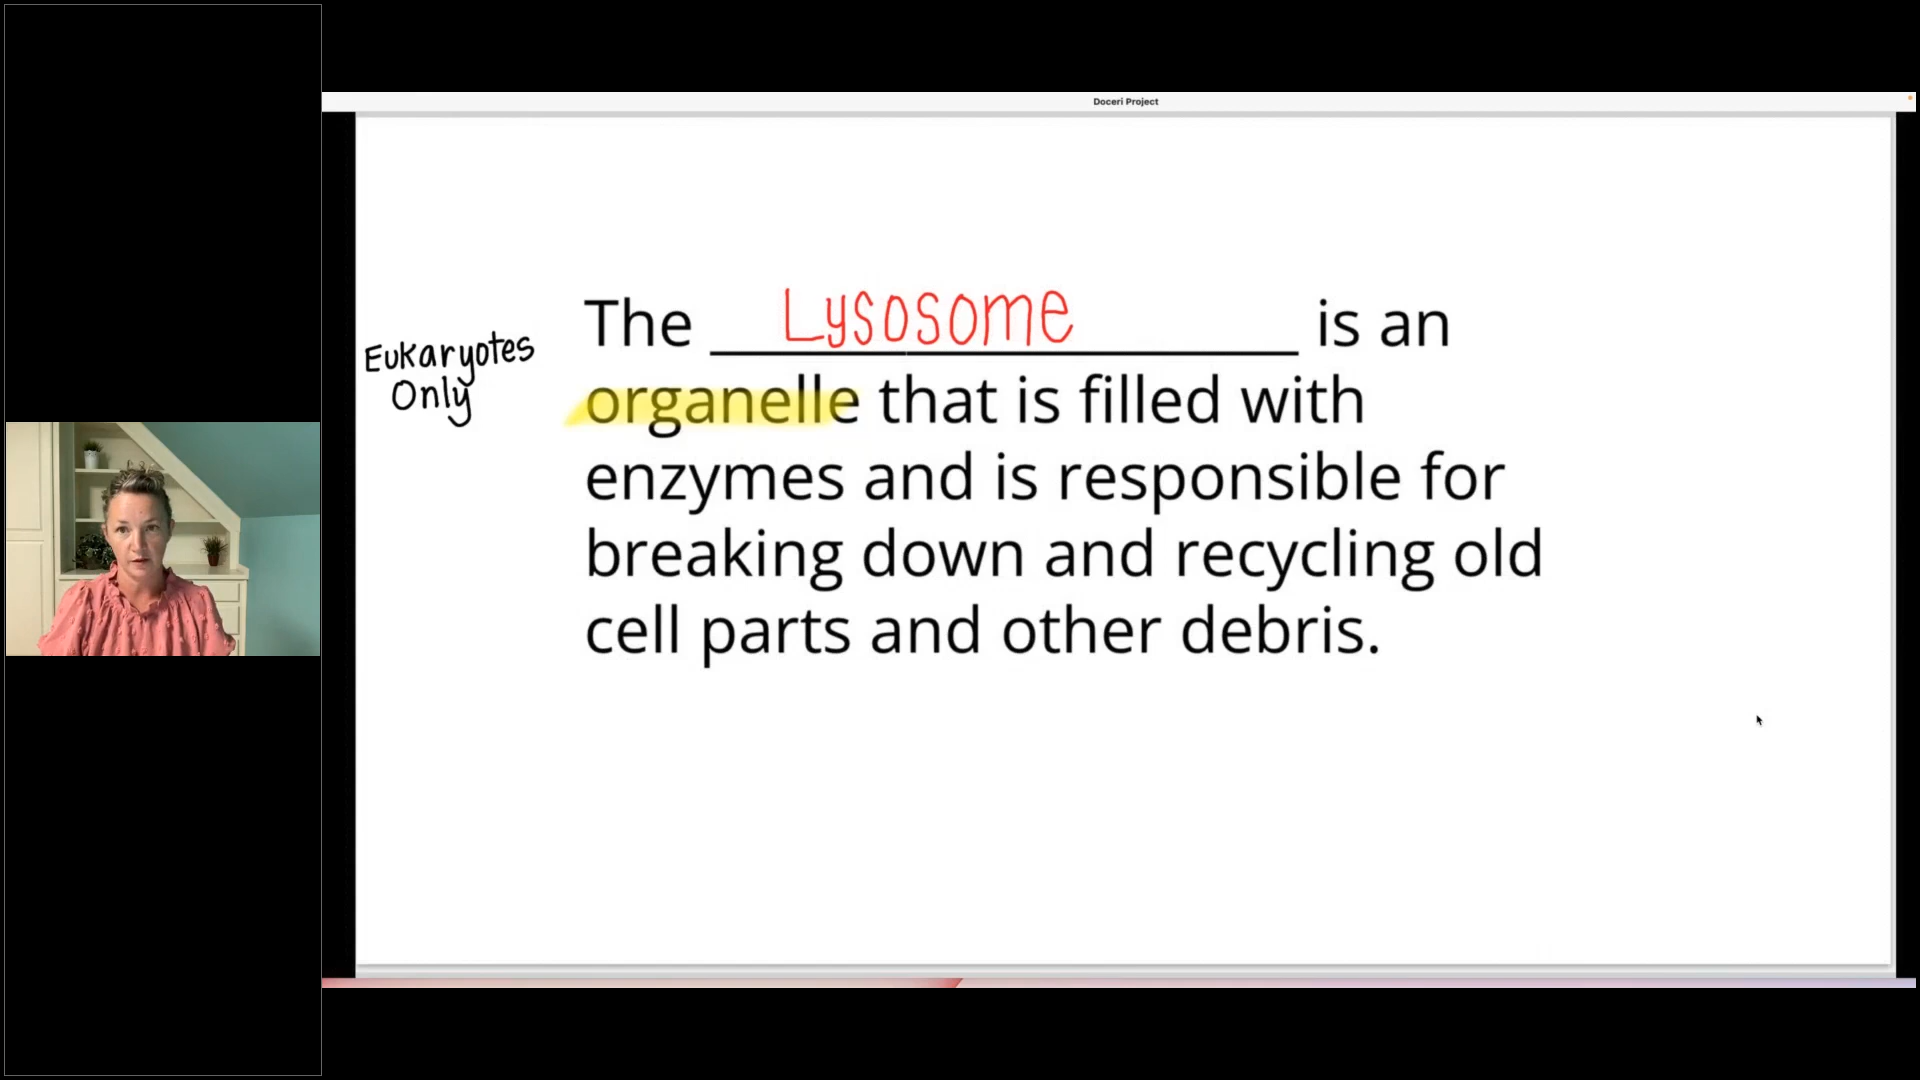 Doceri Project
The Lysosome is an
Eukaryotes
Only
organelle that is filled with
enzymes and is responsible for
breaking down and recycling old
cell parts and other debris.